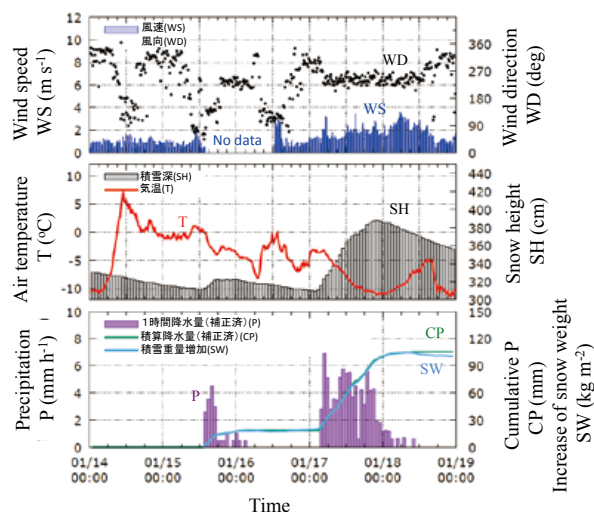 Wind speed
WS (m s-1)
12
10
8
6
4
2
0
風速(WS)
風向(WD)
WD
WS
No data
360
270
180
90
0
Wind direction
WD (deg)
Air temperature
T (ºC)
10
5
0
-5
-10
積雪深(SH)
気温(T)
T
SH
420
400
380
360
340
320
300
Snow height
SH (cm)
Precipitation
P (mm h-1)
10
8
6
4
2
0
1時間降水量(補正済)(P)
積算降水量(補正済)(CP)
積雪重量増加(SW)
P
CP
SW
150
120
90
60
30
0
Cumulative P
CP (mm)
Increase of snow weight
SW (kg m-2)
01/14 01/15 01/16 01/17 01/18 01/19
00:00 00:00 00:00 00:00 00:00 00:00
Time